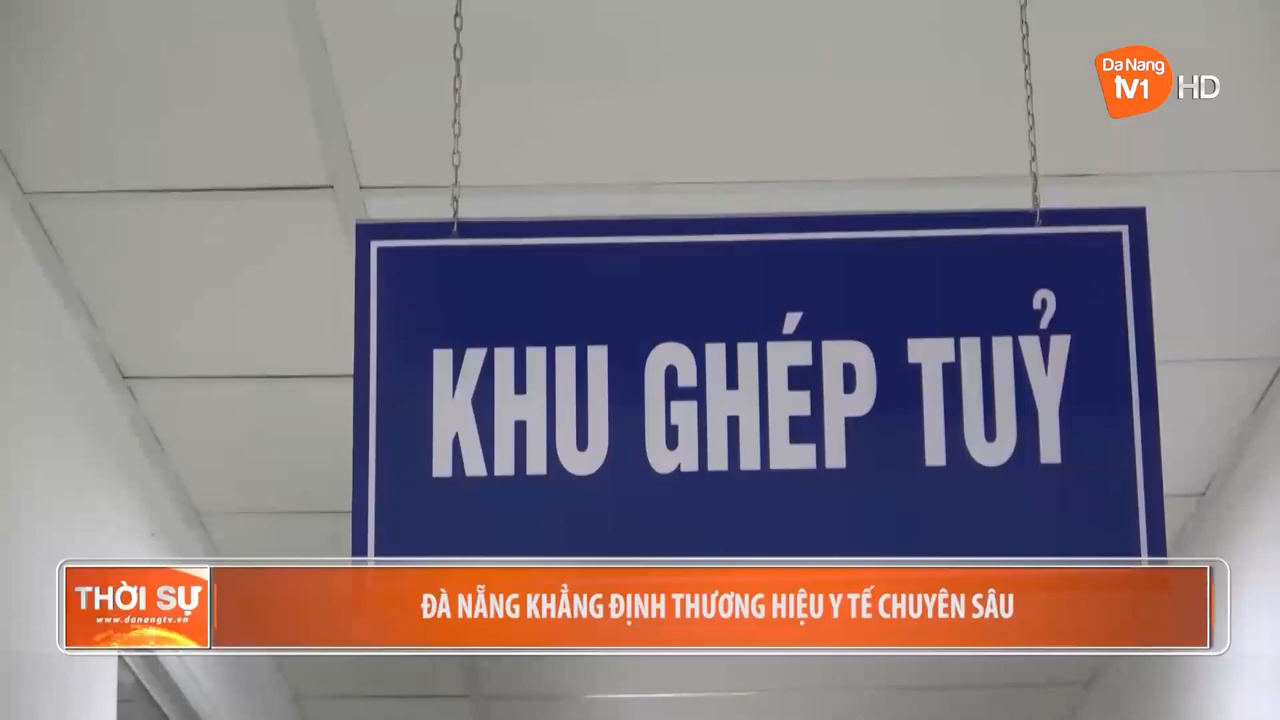 Da Nang
tv1 HD
KHU GHÉP TUỶ
THỜI SỰ
www.danangtv.vn
ĐÀ NẴNG KHẲNG ĐỊNH THƯƠNG HIỆU Y TẾ CHUYÊN SÂU